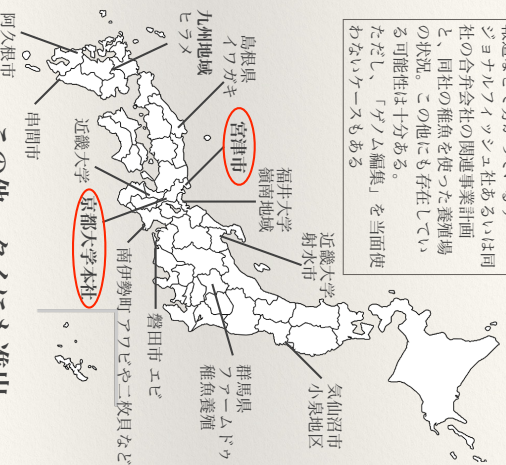 ジョナルフィッシュ社あるいは同
社の合弁会社の関連事業計画
と、同社の稚魚を使った養殖場
の状況。この他にも存在してい
る可能性は十分ある。
ただし、「ゲノム編集」を当面使
わないケースもある
阿久根市
九州地域
ヒラメ
島根県
イワガキ
宮津市
福井大学
嶺南地域
近畿大学
射水市
気仙沼市
小泉地区
串間市
近畿大学
京都大学本社
南伊勢町 アワビや二枚貝など
磐田市 エビ
群馬県
ファームドゥ
稚魚養殖